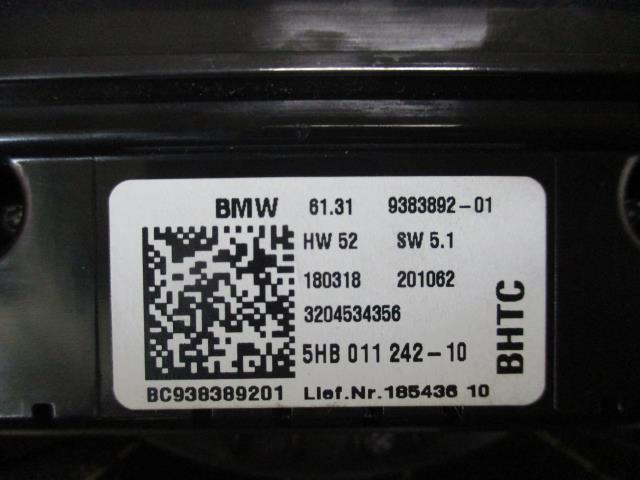 BMW 61.31 9383892-01
HW 52 SW 5.1
180318 201062
3204534356
5HB 011 242-10
BC938389201 Lief.Nr.185436 10
BHTC